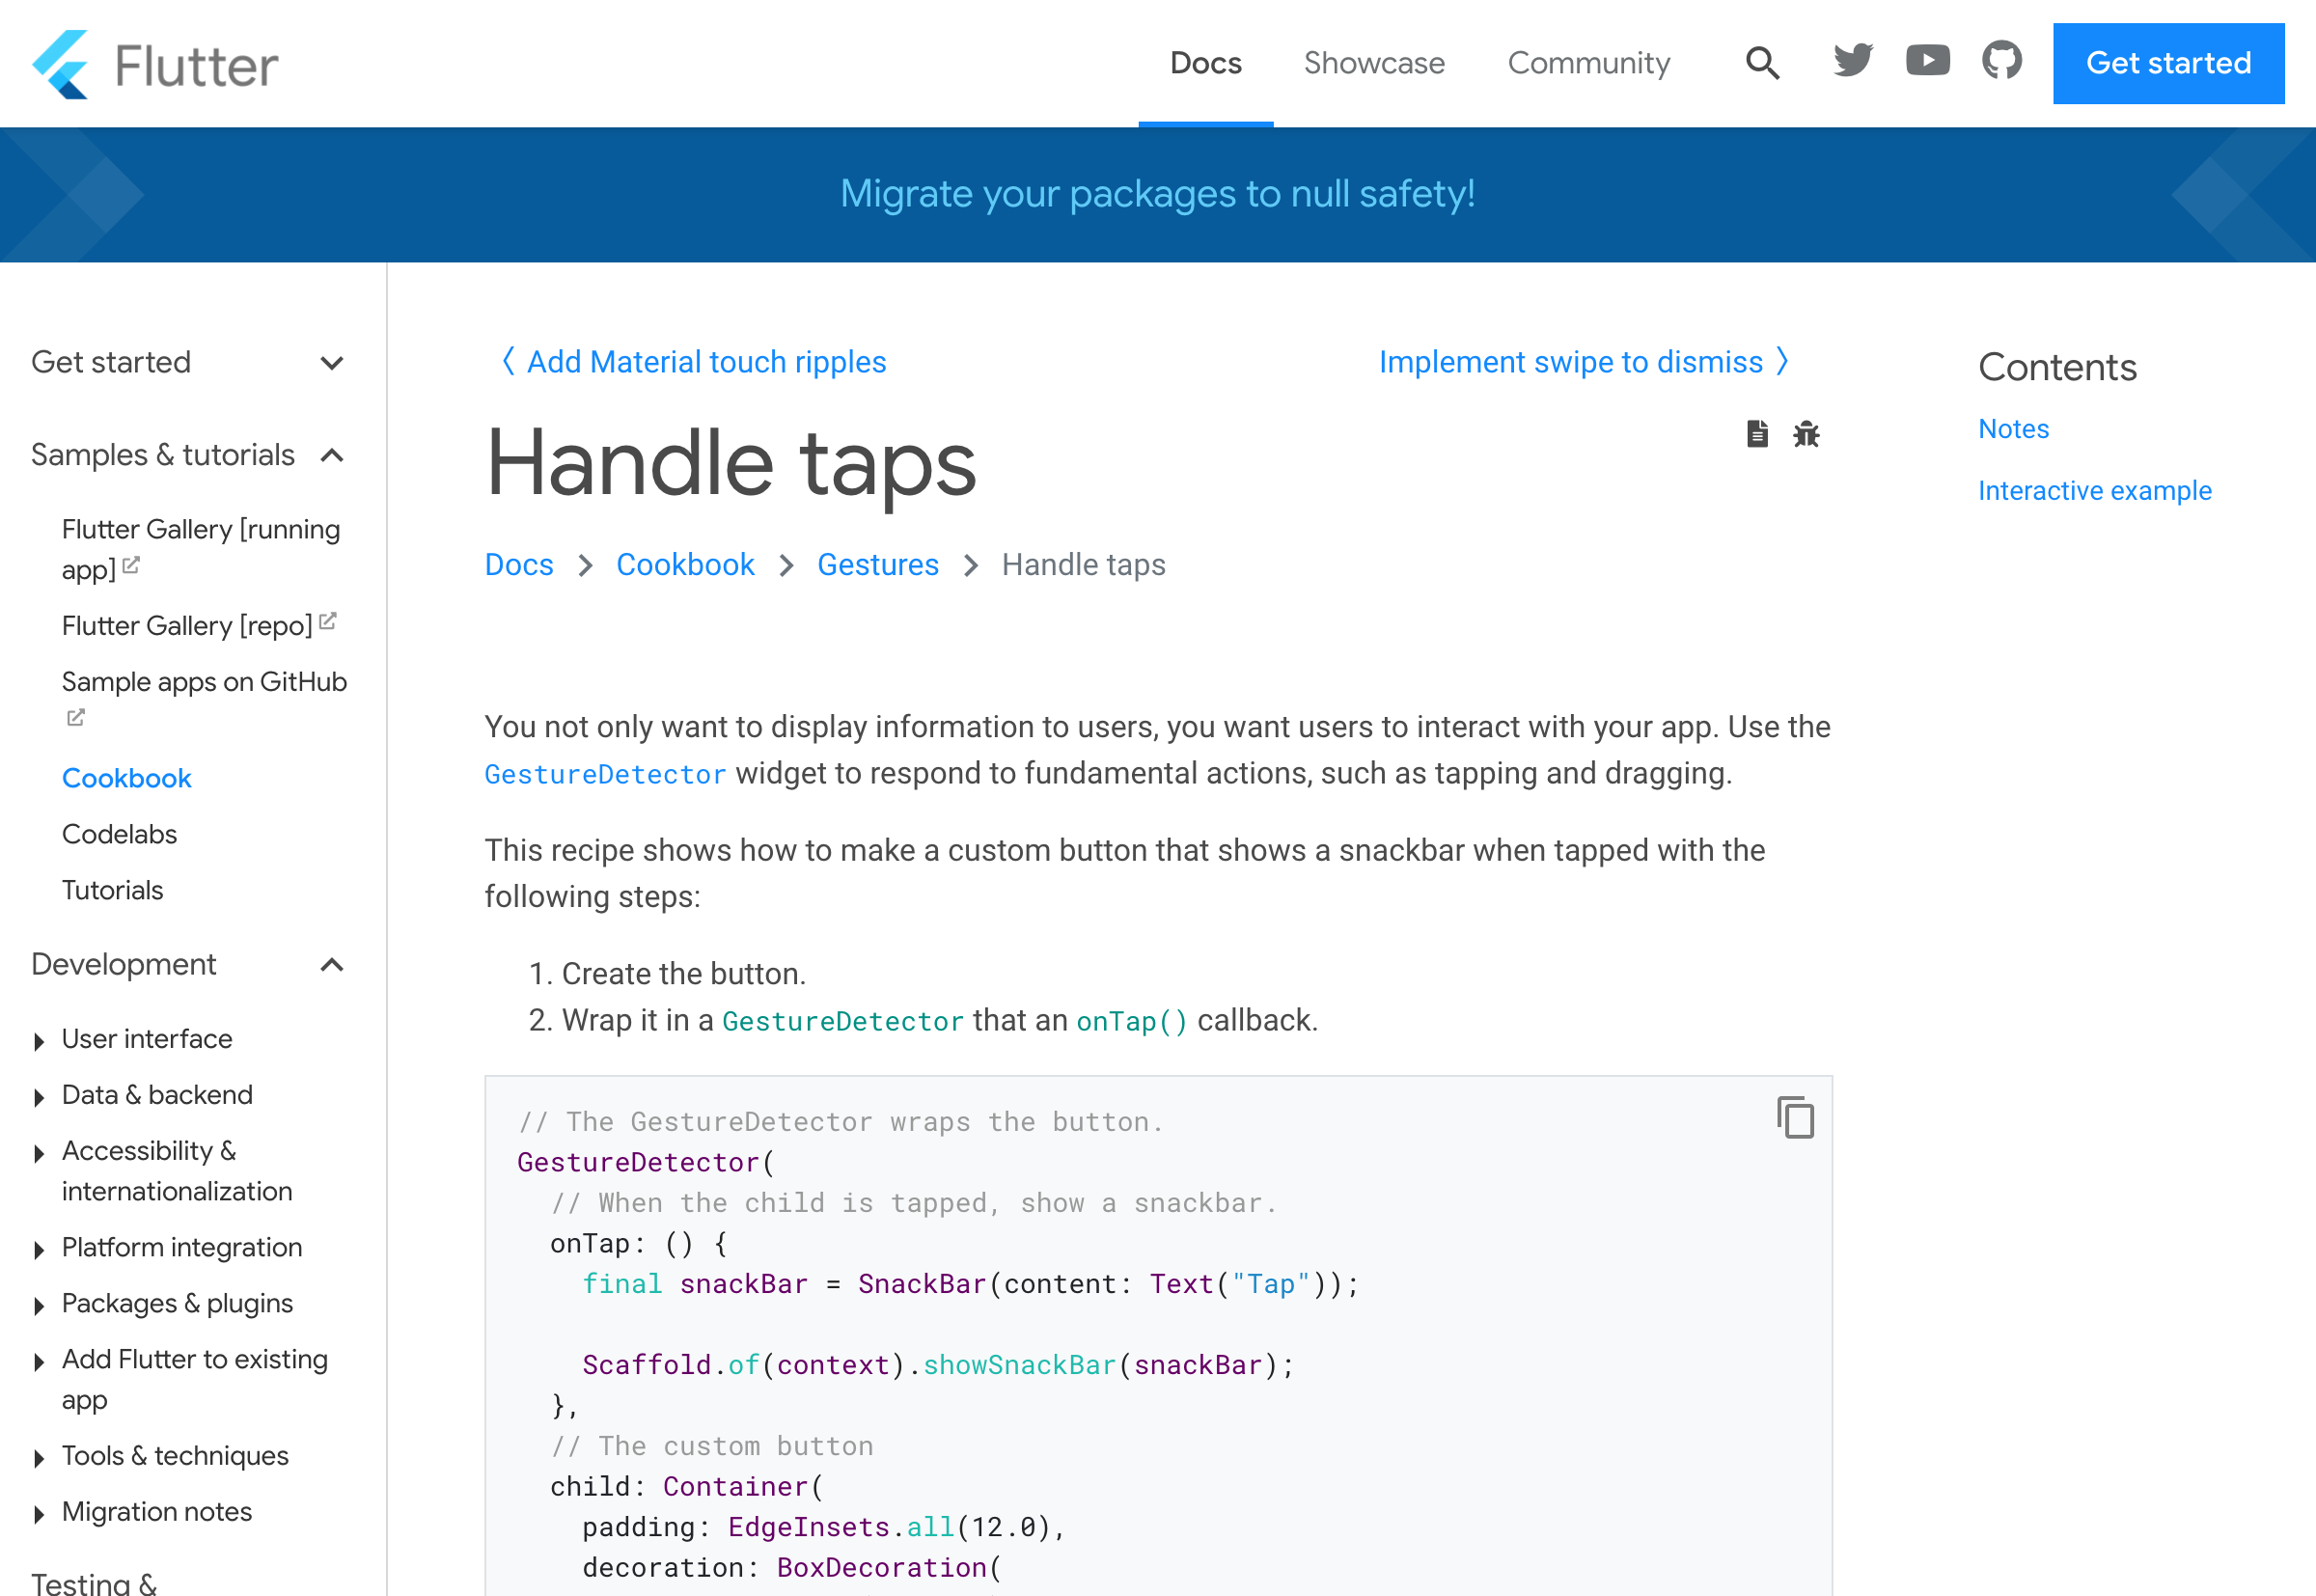 Flutter
Docs
Showcase
Community
Get started
Migrate your packages to null safety!
Get started
Samples & tutorials
Flutter Gallery [running
app]
Flutter Gallery [repo]
Sample apps on GitHub
Cookbook
Codelabs
Tutorials
Development
User interface
Data & backend
Accessibility &
internationalization
Platform integration
Packages & plugins
Add Flutter to existing
app
Tools & techniques
Migration notes
Testing &
〈 Add Material touch ripples
Implement swipe to dismiss 〉
Handle taps
Docs > Cookbook > Gestures > Handle taps
You not only want to display information to users, you want users to interact with your app. Use the
GestureDetector widget to respond to fundamental actions, such as tapping and dragging.
This recipe shows how to make a custom button that shows a snackbar when tapped with the
following steps:
1. Create the button.
2. Wrap it in a GestureDetector that an onTap() callback.
// The GestureDetector wraps the button.
GestureDetector(
  // When the child is tapped, show a snackbar.
  onTap: () {
    final snackBar = SnackBar(content: Text("Tap"));
    Scaffold.of(context).showSnackBar(snackBar);
  },
  // The custom button
  child: Container(
    padding: EdgeInsets.all(12.0),
    decoration: BoxDecoration(
Contents
Notes
Interactive example